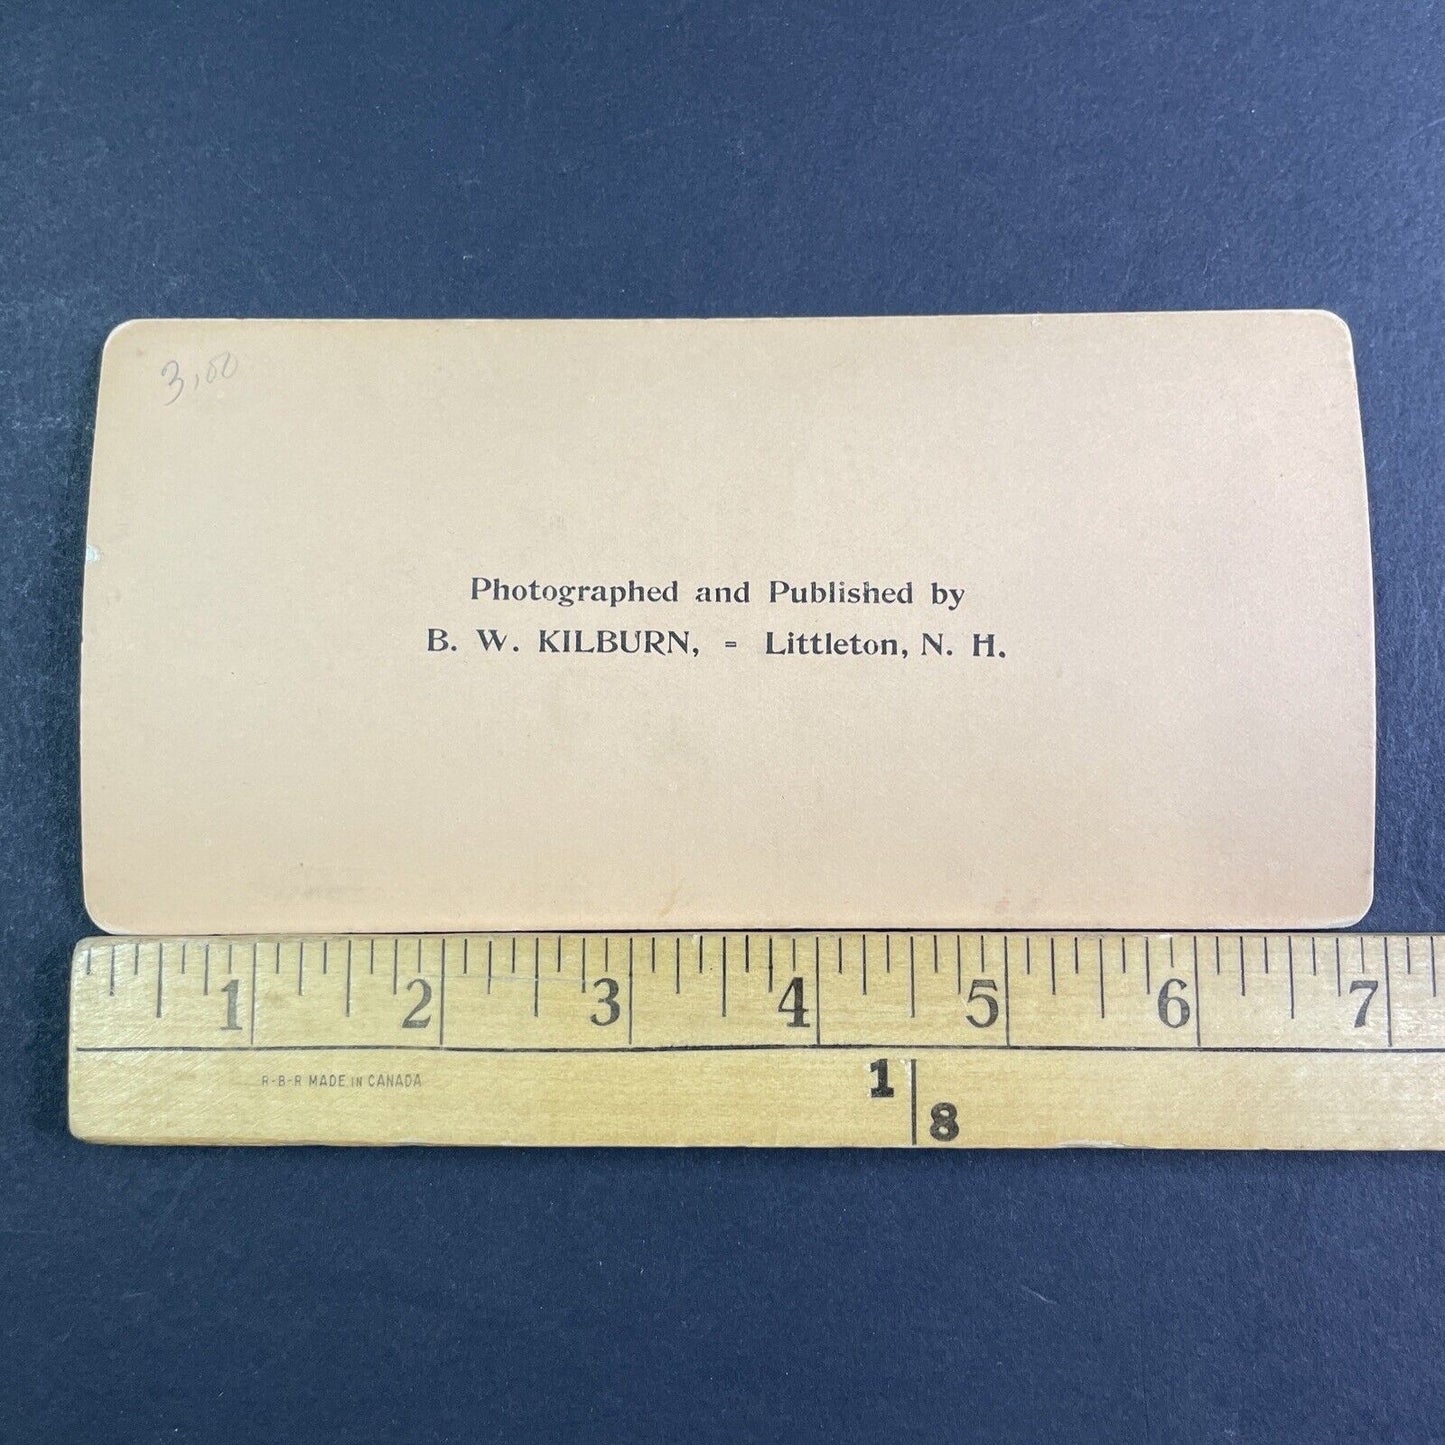 3,00
Photographed and Published by
B. W. KILBURN, = Littleton, N. H.
1 2 3 4 5 6 7
R-B-R MADE IN CANADA
1
8